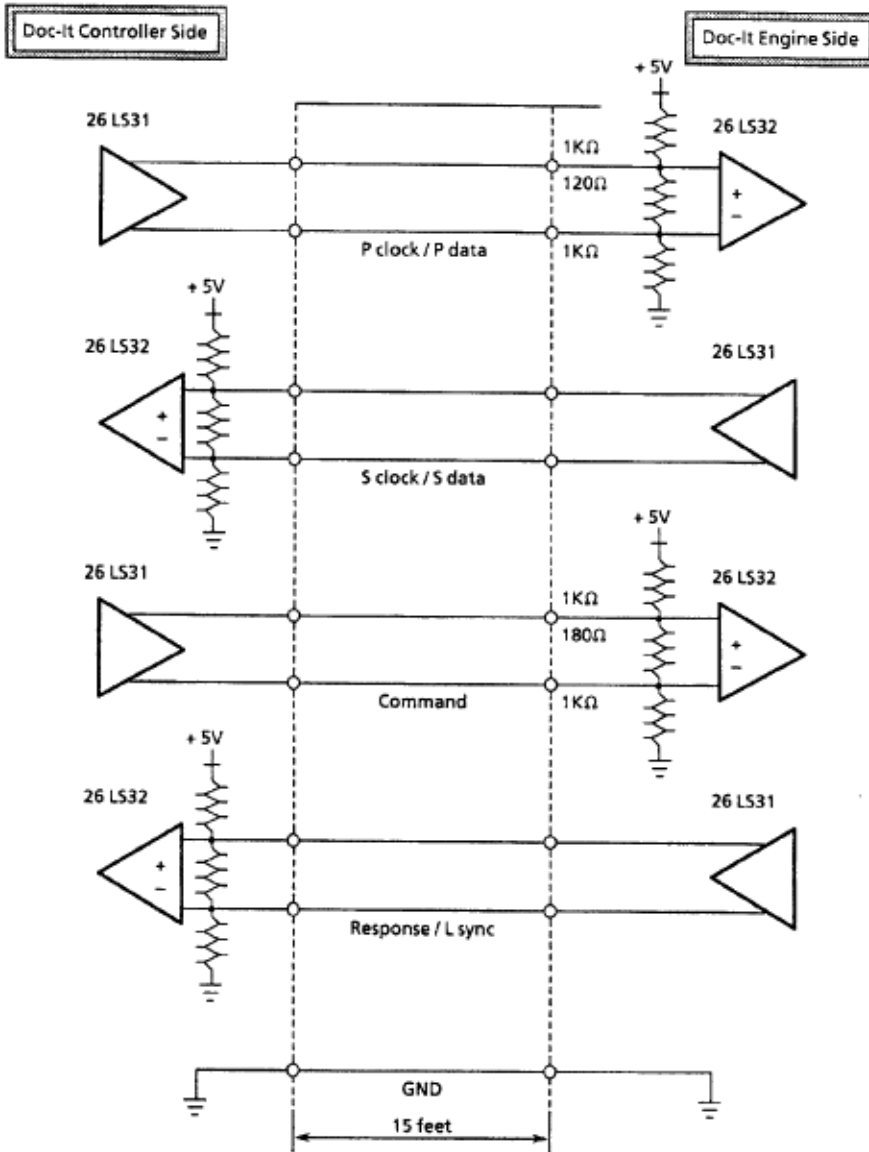 Doc-It Controller Side
Doc-It Engine Side
+ 5V
26 LS31
26 LS32
1KΩ
120Ω
+
−
P clock / P data
1KΩ
+ 5V
26 LS32
26 LS31
+
−
S clock / S data
+ 5V
26 LS31
26 LS32
1KΩ
180Ω
+
−
Command
1KΩ
+ 5V
26 LS32
26 LS31
+
−
Response / L sync
GND
15 feet